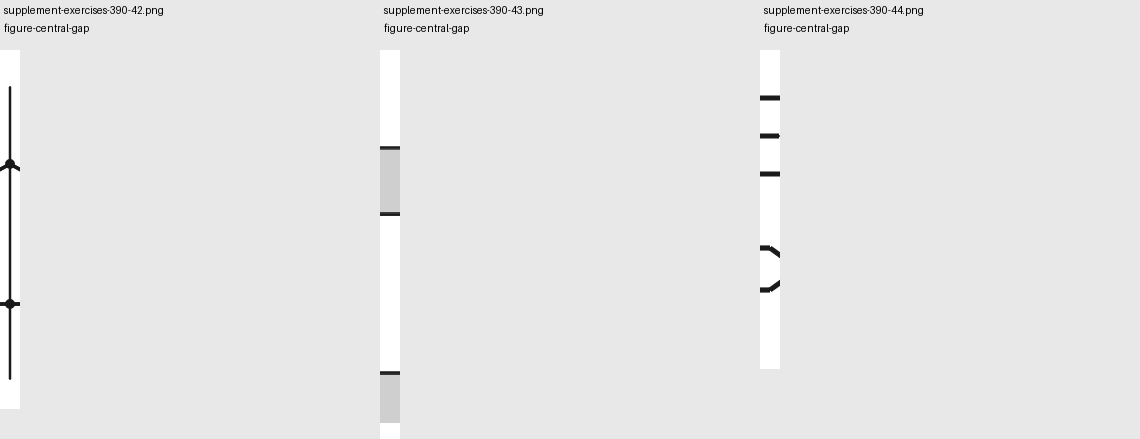 supplement-exercises-390-42.png
figure-central-gap
supplement-exercises-390-43.png
figure-central-gap
supplement-exercises-390-44.png
figure-central-gap